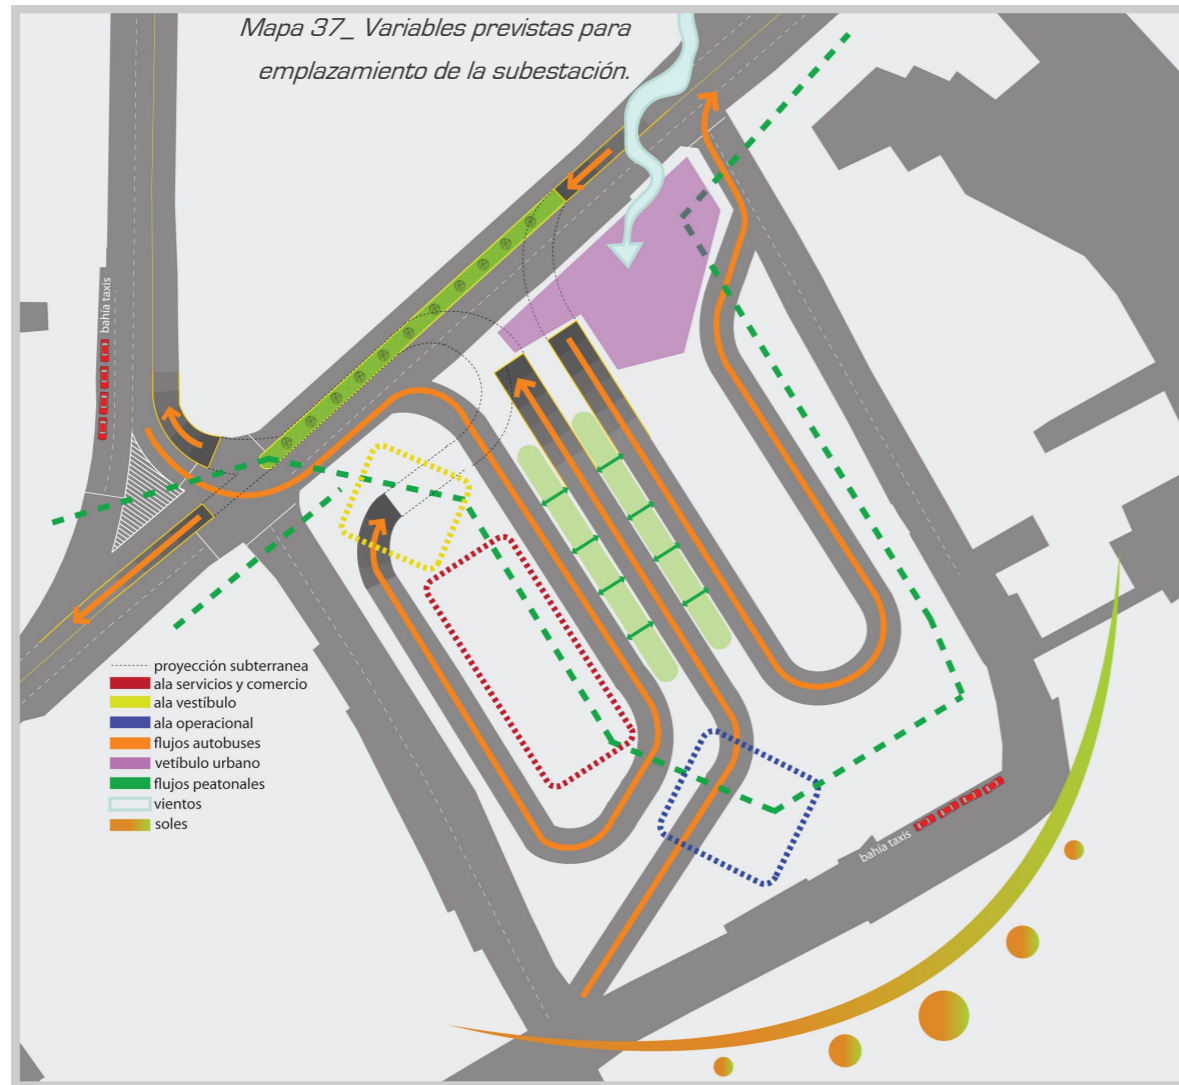 Mapa 37_ Variables previstas para
emplazamiento de la subestación.
bahía taxis
proyección subterranea
ala servicios y comercio
ala vestíbulo
ala operacional
flujos autobuses
vetíbulo urbano
flujos peatonales
vientos
soles
bahía taxis